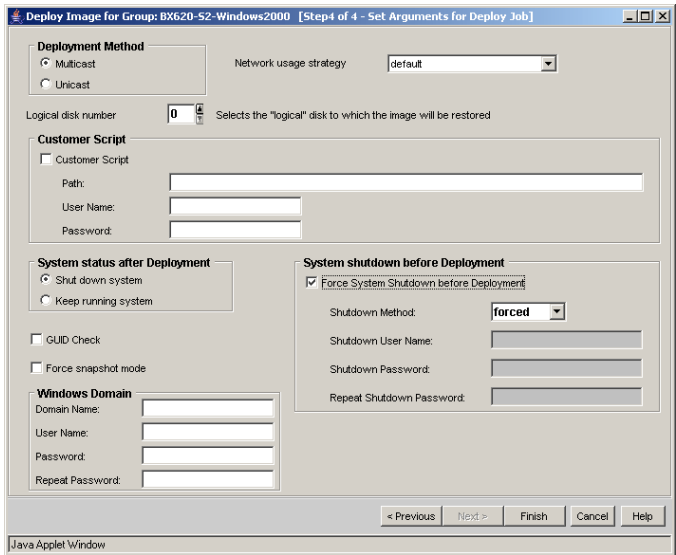 Deploy Image for Group: BX620-S2-Windows2000 [Step4 of 4 - Set Arguments for Deploy Job]
Deployment Method
Multicast
Unicast
Network usage strategy default
Logical disk number 0 Selects the "logical" disk to which the image will be restored
Customer Script
Customer Script
Path:
User Name:
Password:
System status after Deployment
Shut down system
Keep running system
GUID Check
Force snapshot mode
System shutdown before Deployment
Force System Shutdown before Deployment
Shutdown Method: forced
Shutdown User Name:
Shutdown Password:
Repeat Shutdown Password:
Windows Domain
Domain Name:
User Name:
Password:
Repeat Password:
< Previous Next > Finish Cancel Help
Java Applet Window